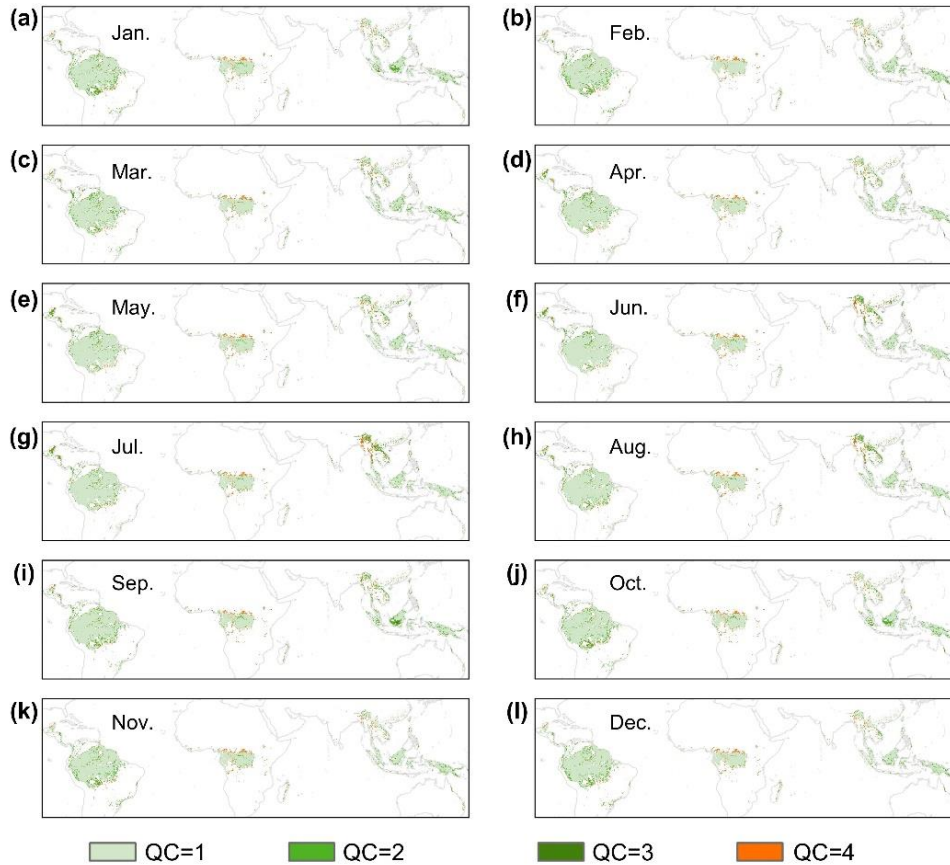 (a) Jan. (b) Feb.
(c) Mar. (d) Apr.
(e) May. (f) Jun.
(g) Jul. (h) Aug.
(i) Sep. (j) Oct.
(k) Nov. (l) Dec.
QC=1 QC=2 QC=3 QC=4